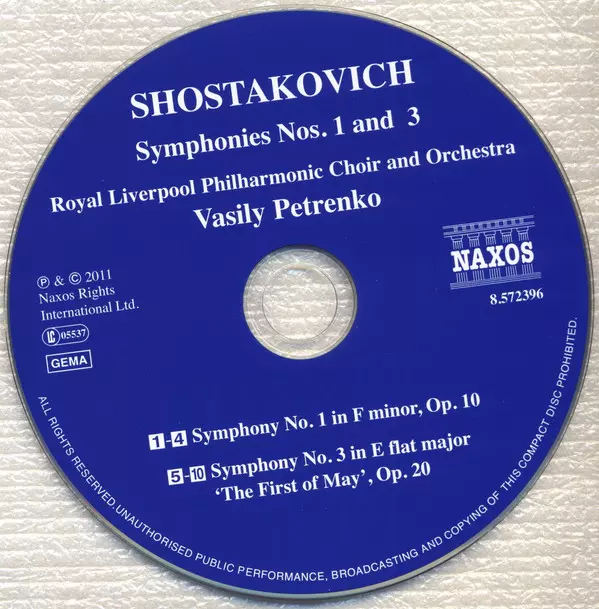 SHOSTAKOVICH
Symphonies Nos. 1 and 3
Royal Liverpool Philharmonic Choir and Orchestra
Vasily Petrenko
NAXOS
8.572396
Ⓟ & © 2011
Naxos Rights
International Ltd.
LC 05537
GEMA
1-4 Symphony No. 1 in F minor, Op. 10
5-10 Symphony No. 3 in E flat major
‘The First of May’, Op. 20
ALL RIGHTS RESERVED. UNAUTHORISED PUBLIC PERFORMANCE, BROADCASTING AND COPYING OF THIS COMPACT DISC PROHIBITED.